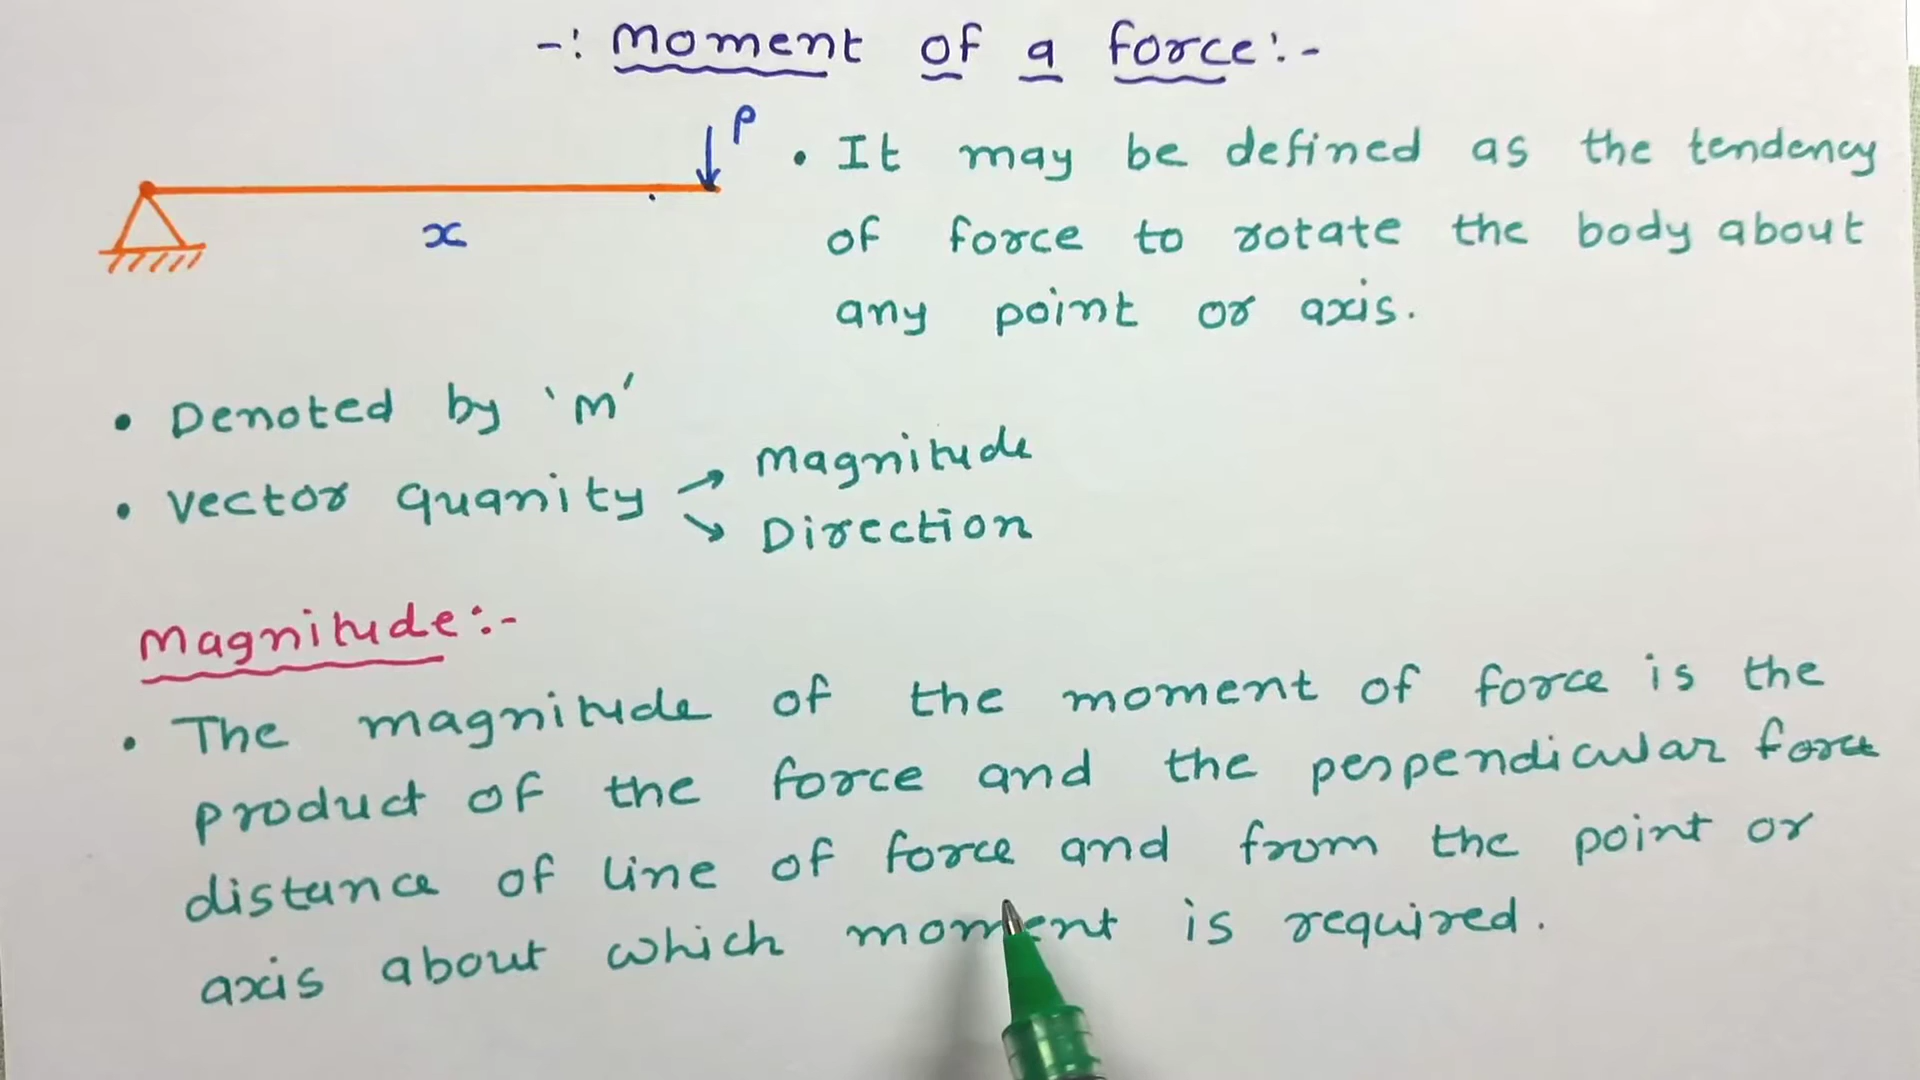 -: Moment of a force:-
P
x
• It may be defined as the tendency
of force to rotate the body about
any point or axis.
• Denoted by 'M'
• Vector quanity → Magnitude
↘ Direction
Magnitude:-
• The magnitude of the moment of force is the
product of the force and the perpendicular force
distance of line of force and from the point or
axis about which moment is required.